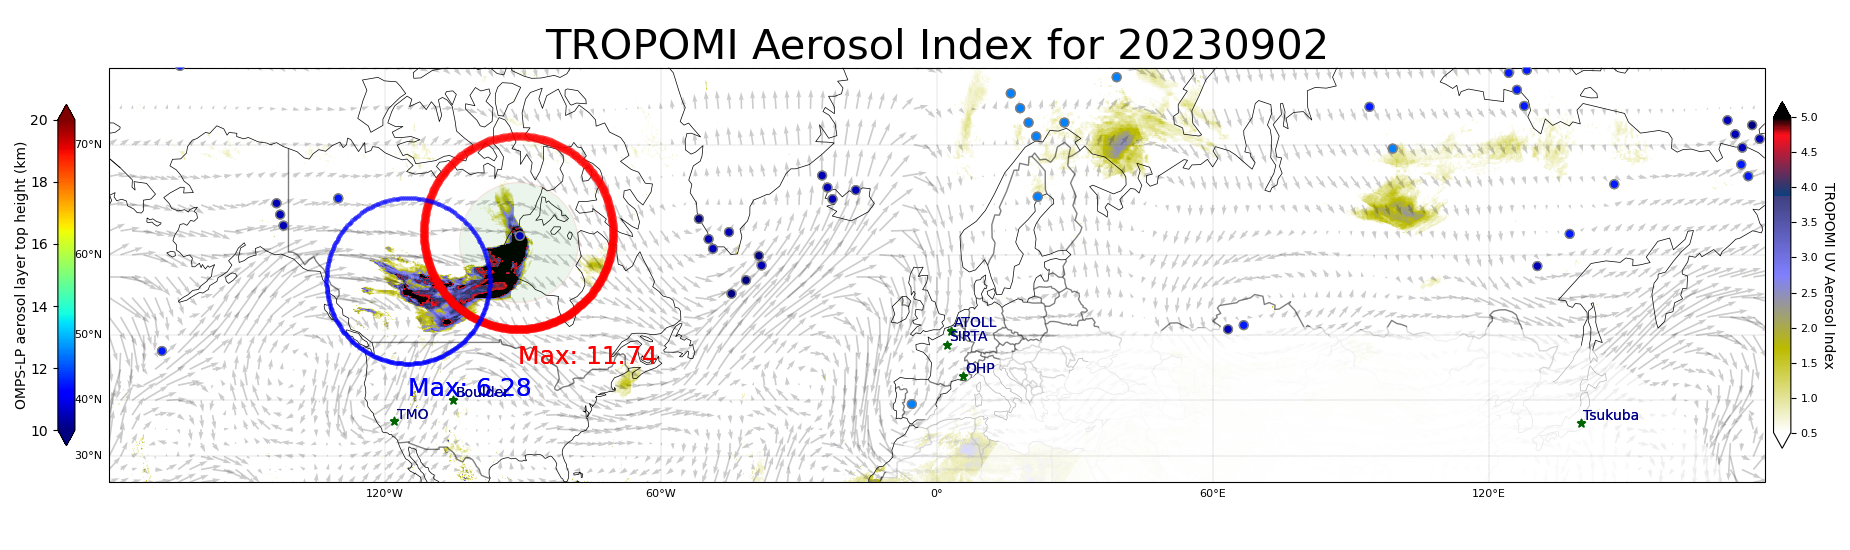 TROPOMI Aerosol Index for 20230902
OMPS-LP aerosol layer top height (km)
20
18
16
14
12
10
70°N
60°N
50°N
40°N
30°N
120°W
60°W
0°
60°E
120°E
Max: 11.74
Max: 6.28
Boulder
TMO
ATOLL
SIRTA
OHP
Tsukuba
5.0
4.5
4.0
3.5
3.0
2.5
2.0
1.5
1.0
0.5
TROPOMI UV Aerosol Index